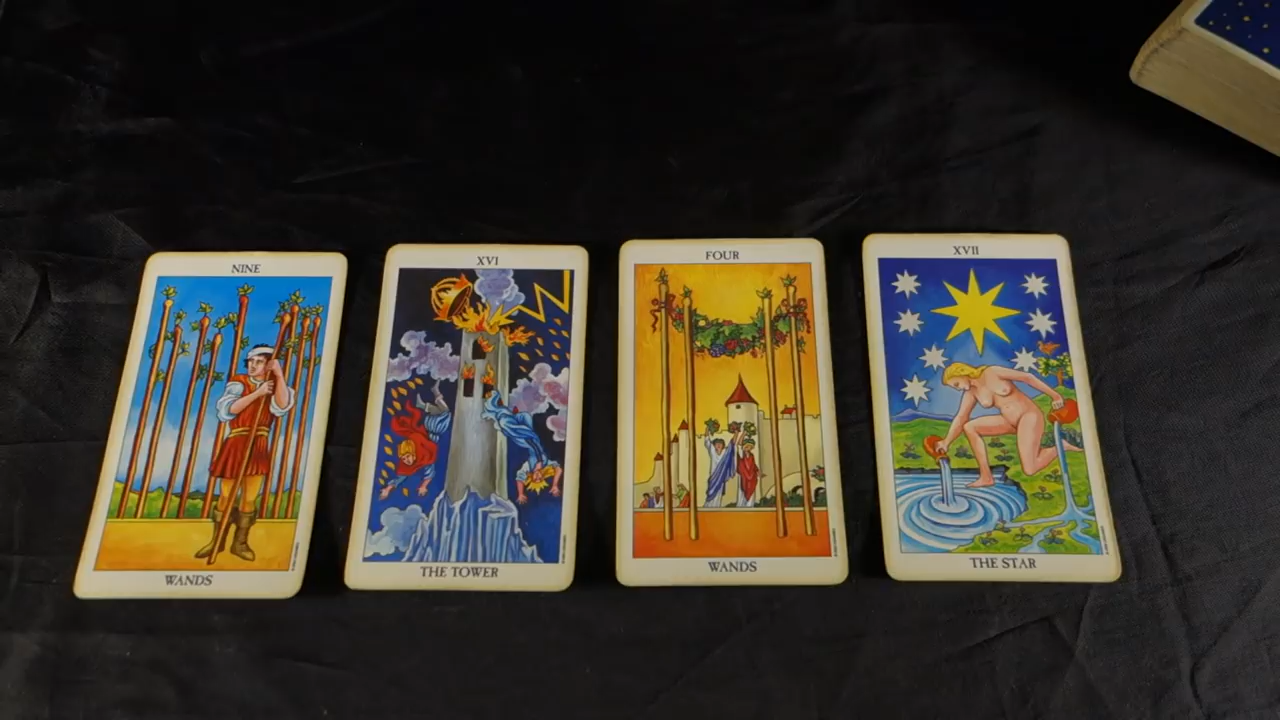 NINE
WANDS
XVI
THE TOWER
FOUR
WANDS
XVII
THE STAR